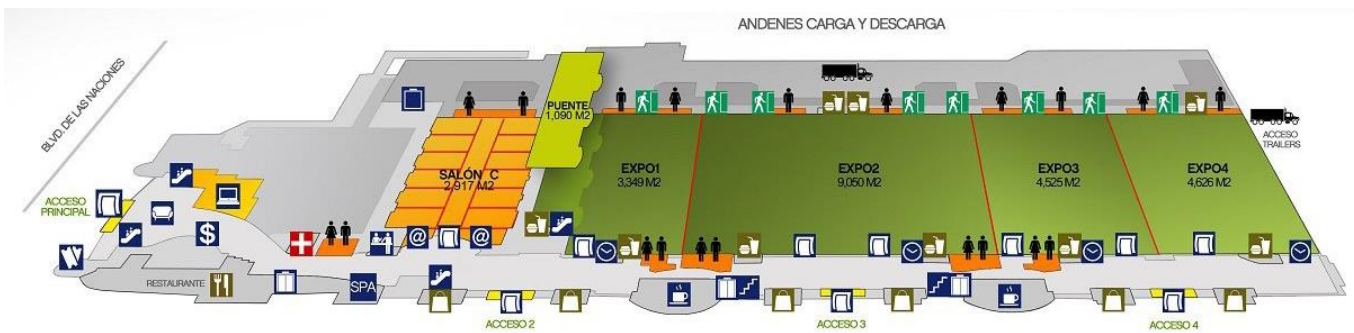 ANDENES CARGA Y DESCARGA
BLVD. DE LAS NACIONES
PUENTE
1,090 M2
ACCESO
TRAILERS
SALÓN C
2,917 M2
EXPO1
3,349 M2
EXPO2
9,050 M2
EXPO3
4,525 M2
EXPO4
4,626 M2
ACCESO
PRINCIPAL
$
@
@
RESTAURANTE
SPA
ACCESO 2
ACCESO 3
ACCESO 4